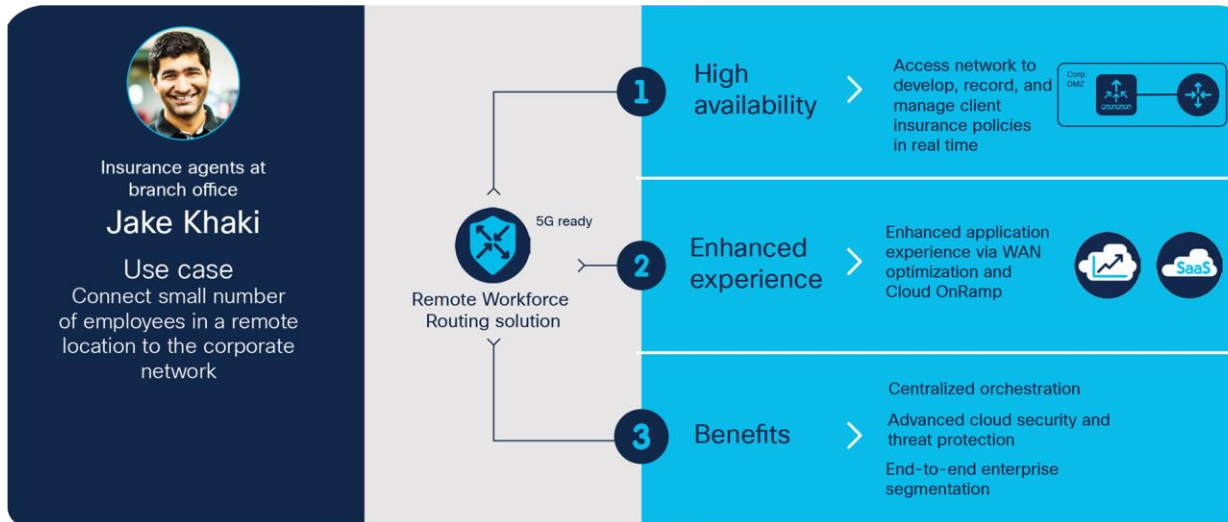 Insurance agents at
branch office
Jake Khaki
Use case
Connect small number
of employees in a remote
location to the corporate
network
5G ready
Remote Workforce
Routing solution
1
High
availability
Access network to
develop, record, and
manage client
insurance policies
in real time
Corp.
DMZ
2
Enhanced
experience
Enhanced application
experience via WAN
optimization and
Cloud OnRamp
SaaS
3
Benefits
Centralized orchestration
Advanced cloud security and
threat protection
End-to-end enterprise
segmentation